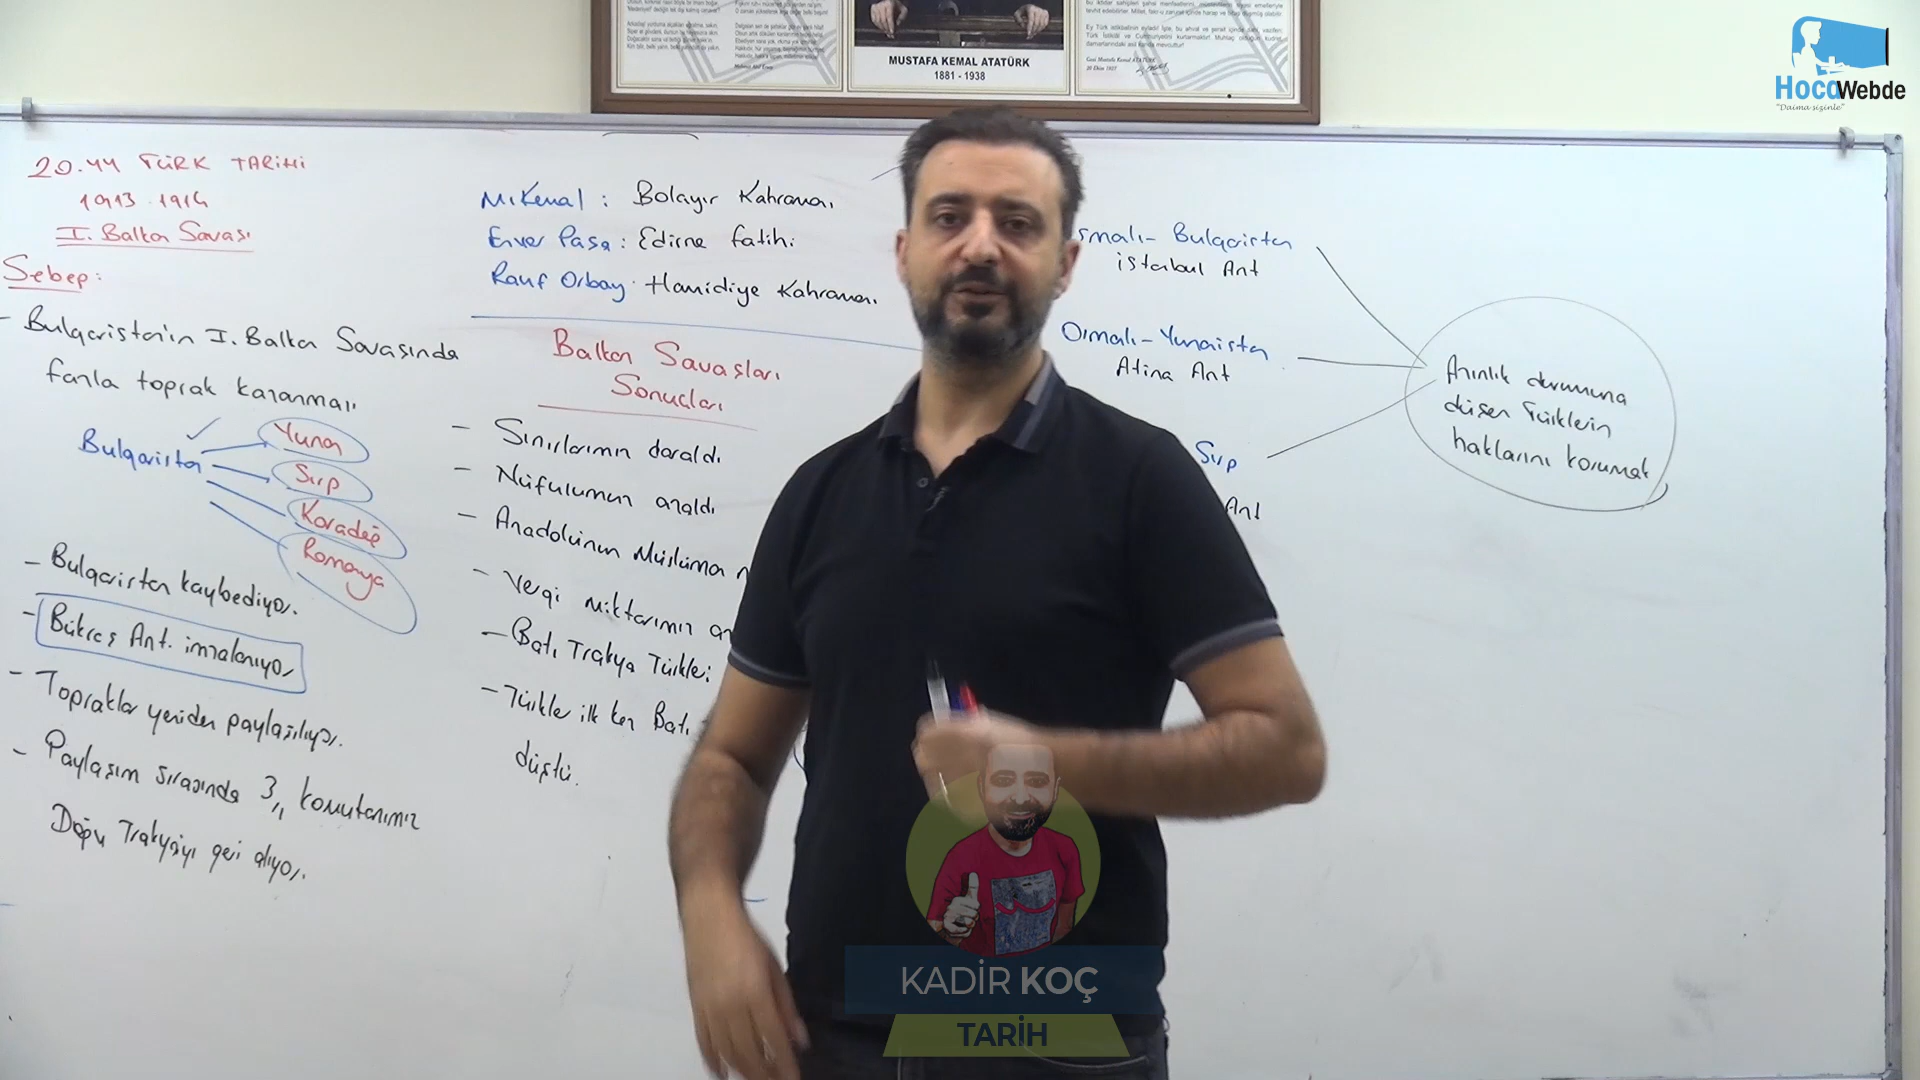 MUSTAFA KEMAL ATATÜRK
1881 - 1938
HocaWebde
"Daima sizinle"
20. YY TÜRK TARİHİ
1913 - 1914
I. Balkan Savaşı
Sebep:
- Bulgaristan'ın I. Balkan Savaşında
fazla toprak kazanması
Bulgaristan
Yunan
Sırp
Karadağ
Romanya
- Bulgaristan kaybediyor.
- Bükreş Ant. imzalanıyor
- Topraklar yeniden paylaşılıyor.
- Paylaşım sırasında 3 komutanımız
Doğu Trakyayı geri alıyor.
M. Kemal : Bolayır Kahramanı
Enver Paşa : Edirne Fatihi
Rauf Orbay : Hamidiye Kahramanı
Balkan Savaşları
Sonuçları
- Sınırlarımız daraldı
- Nüfusumuz azaldı
- Anadolunun Müslüman
- Vergi miktarımız
- Batı Trakya Türkleri
- Türkler ilk kez Batı
düştü.
smalı - Bulgaristan
İstanbul Ant
Osmalı - Yunanistan
Atina Ant
Sırp
Ant
Azınlık durumuna
düşen Türklerin
haklarını korumak
KADİR KOÇ
TARİH